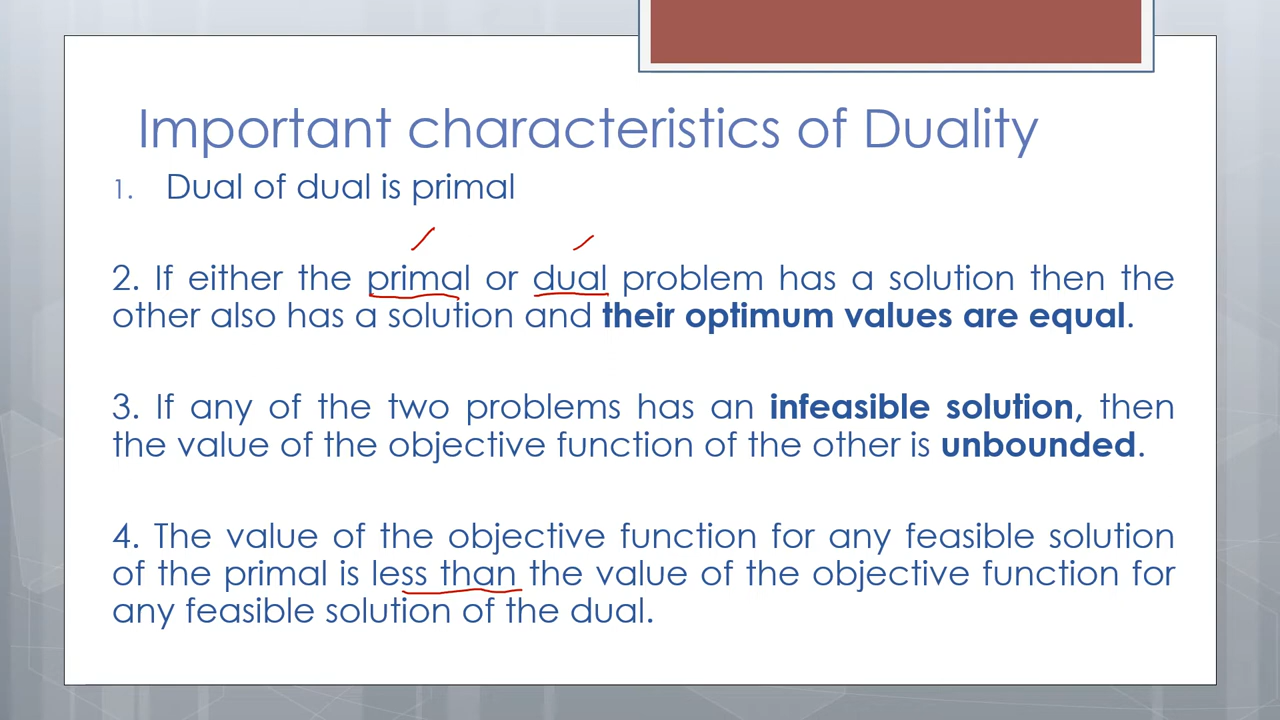 Important characteristics of Duality
1. Dual of dual is primal
2. If either the primal or dual problem has a solution then the
other also has a solution and their optimum values are equal.
3. If any of the two problems has an infeasible solution, then
the value of the objective function of the other is unbounded.
4. The value of the objective function for any feasible solution
of the primal is less than the value of the objective function for
any feasible solution of the dual.